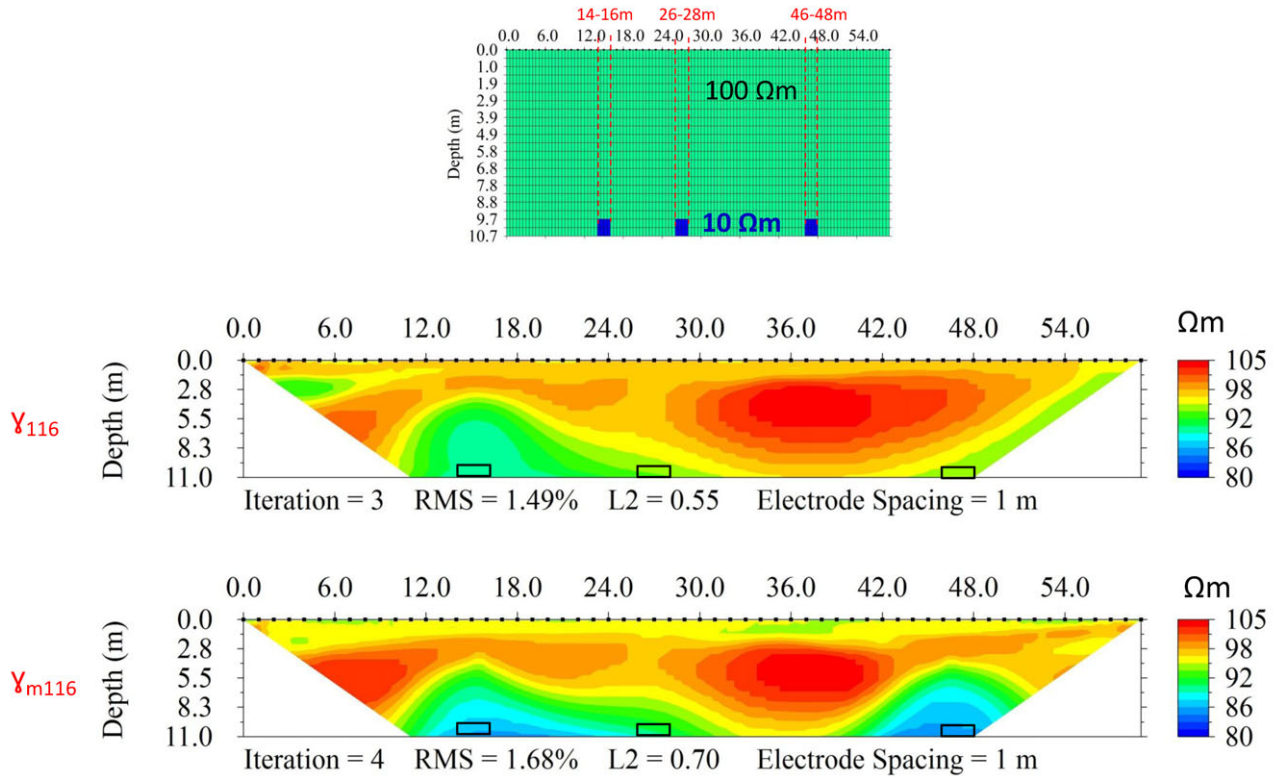 14-16m 26-28m 46-48m
0.0 6.0 12.0 18.0 24.0 30.0 36.0 42.0 48.0 54.0
0.0
1.0
1.9
2.9
3.9
4.9
5.8
6.8
7.8
8.8
9.7
10.7
Depth (m)
100 Ωm
10 Ωm
0.0 6.0 12.0 18.0 24.0 30.0 36.0 42.0 48.0 54.0
Ωm
ɣ116
Depth (m)
0.0
2.8
5.5
8.3
11.0
105
98
92
86
80
Iteration = 3 RMS = 1.49% L2 = 0.55 Electrode Spacing = 1 m
0.0 6.0 12.0 18.0 24.0 30.0 36.0 42.0 48.0 54.0
Ωm
ɣm116
Depth (m)
0.0
2.8
5.5
8.3
11.0
105
98
92
86
80
Iteration = 4 RMS = 1.68% L2 = 0.70 Electrode Spacing = 1 m